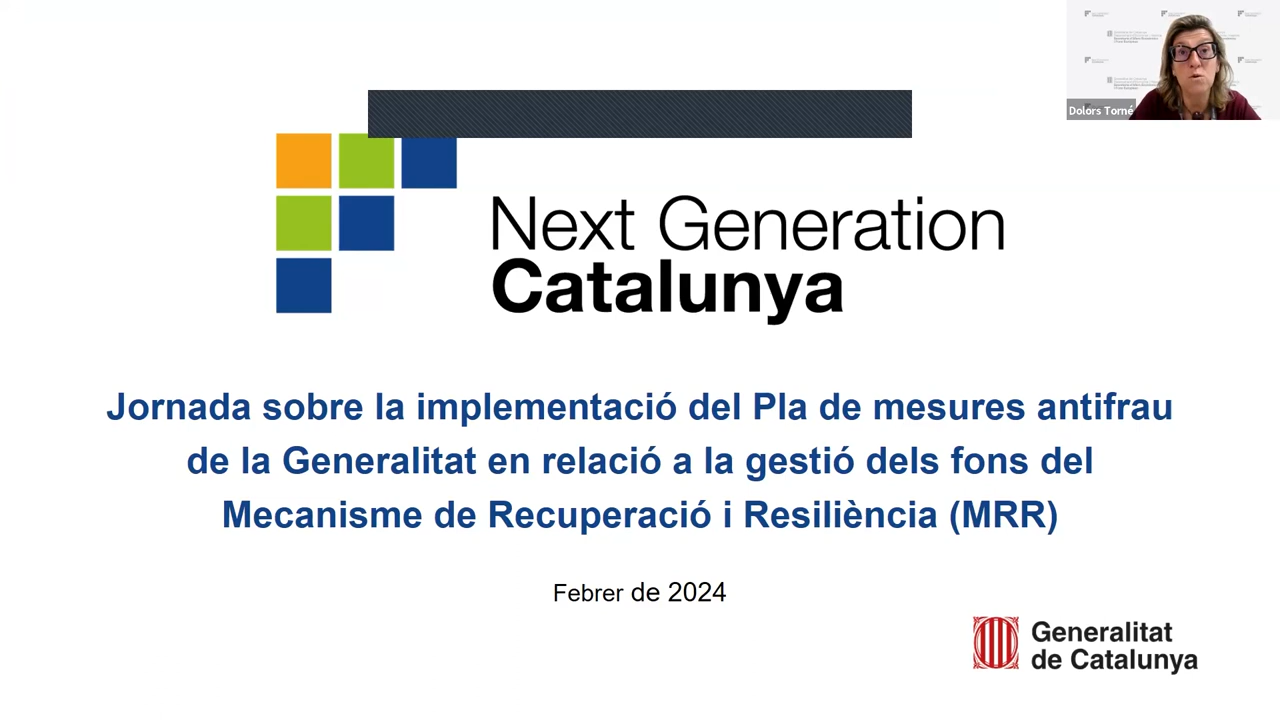 Dolors Torné
Next Generation
Catalunya
Jornada sobre la implementació del Pla de mesures antifrau
de la Generalitat en relació a la gestió dels fons del
Mecanisme de Recuperació i Resiliència (MRR)
Febrer de 2024
Generalitat
de Catalunya